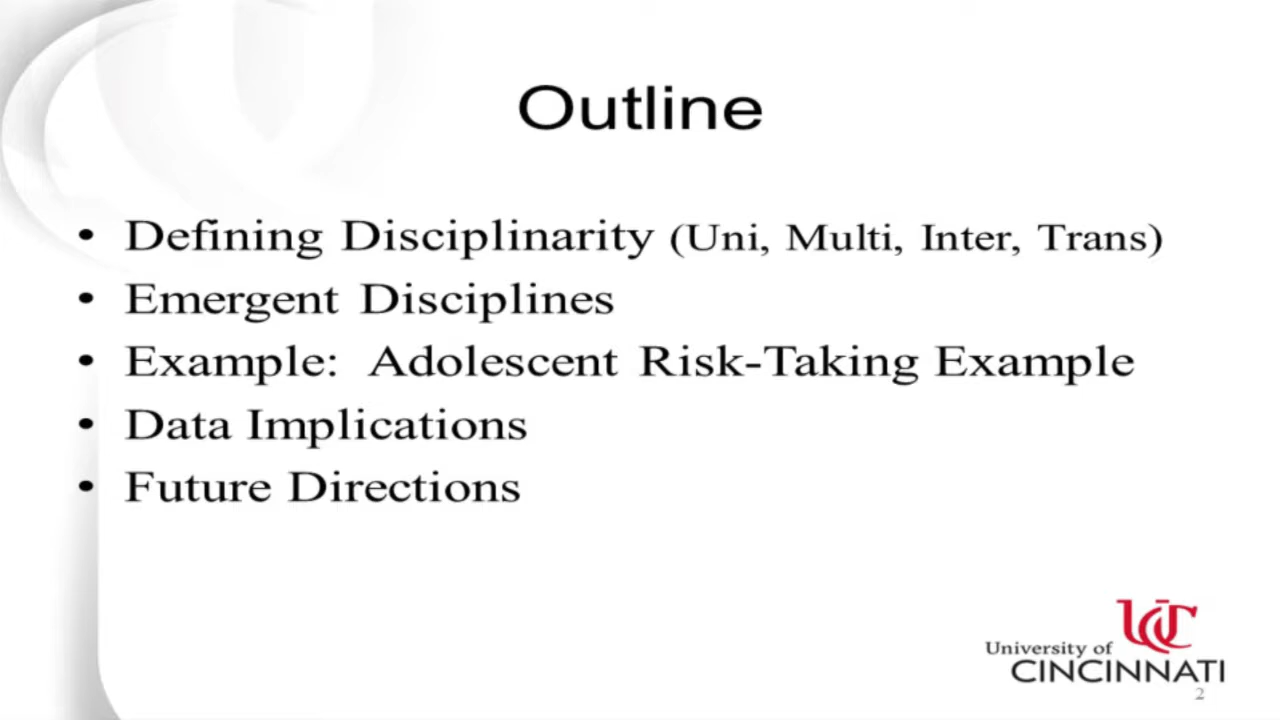 Outline
• Defining Disciplinarity (Uni, Multi, Inter, Trans)
• Emergent Disciplines
• Example:  Adolescent Risk-Taking Example
• Data Implications
• Future Directions
UC
University of
CINCINNATI
2